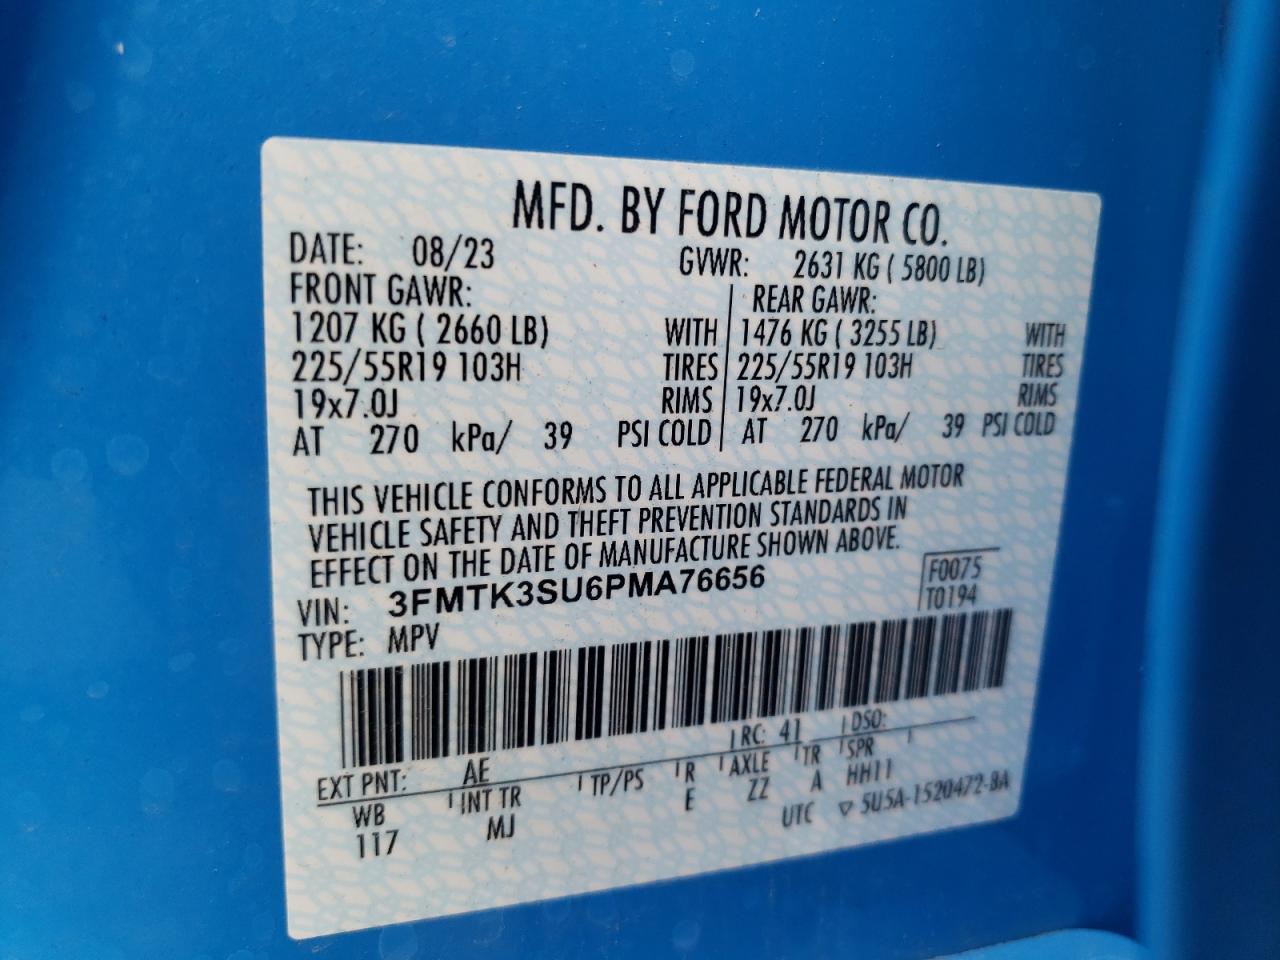 MFD. BY FORD MOTOR CO.
DATE: 08/23 GVWR: 2631 KG ( 5800 LB)
FRONT GAWR: REAR GAWR:
1207 KG ( 2660 LB) WITH 1476 KG ( 3255 LB) WITH
225/55R19 103H TIRES 225/55R19 103H TIRES
19x7.0J RIMS 19x7.0J RIMS
AT 270 kPa/ 39 PSI COLD AT 270 kPa/ 39 PSI COLD
THIS VEHICLE CONFORMS TO ALL APPLICABLE FEDERAL MOTOR
VEHICLE SAFETY AND THEFT PREVENTION STANDARDS IN
EFFECT ON THE DATE OF MANUFACTURE SHOWN ABOVE.
VIN: 3FMTK3SU6PMA76656 F0075
TYPE: MPV T0194
EXT PNT: AE RC: 41 DSO:
WB INT TR TP/PS R AXLE TR SPR
117 MJ E ZZ A HH11
UTC ▽ 5U5A-1520472-BA